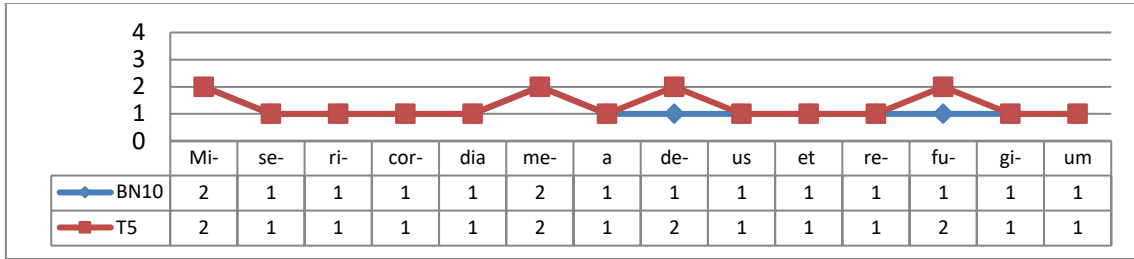 4
3
2
1
0
Mi- se- ri- cor- dia me- a de- us et re- fu- gi- um
BN10 2 1 1 1 1 2 1 1 1 1 1 1 1 1
T5 2 1 1 1 1 2 1 2 1 1 1 2 1 1